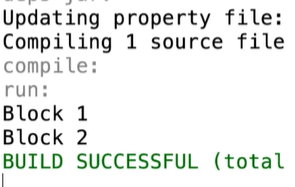 Updating property file:
Compiling 1 source file
compile:
run:
Block 1
Block 2
BUILD SUCCESSFUL (total